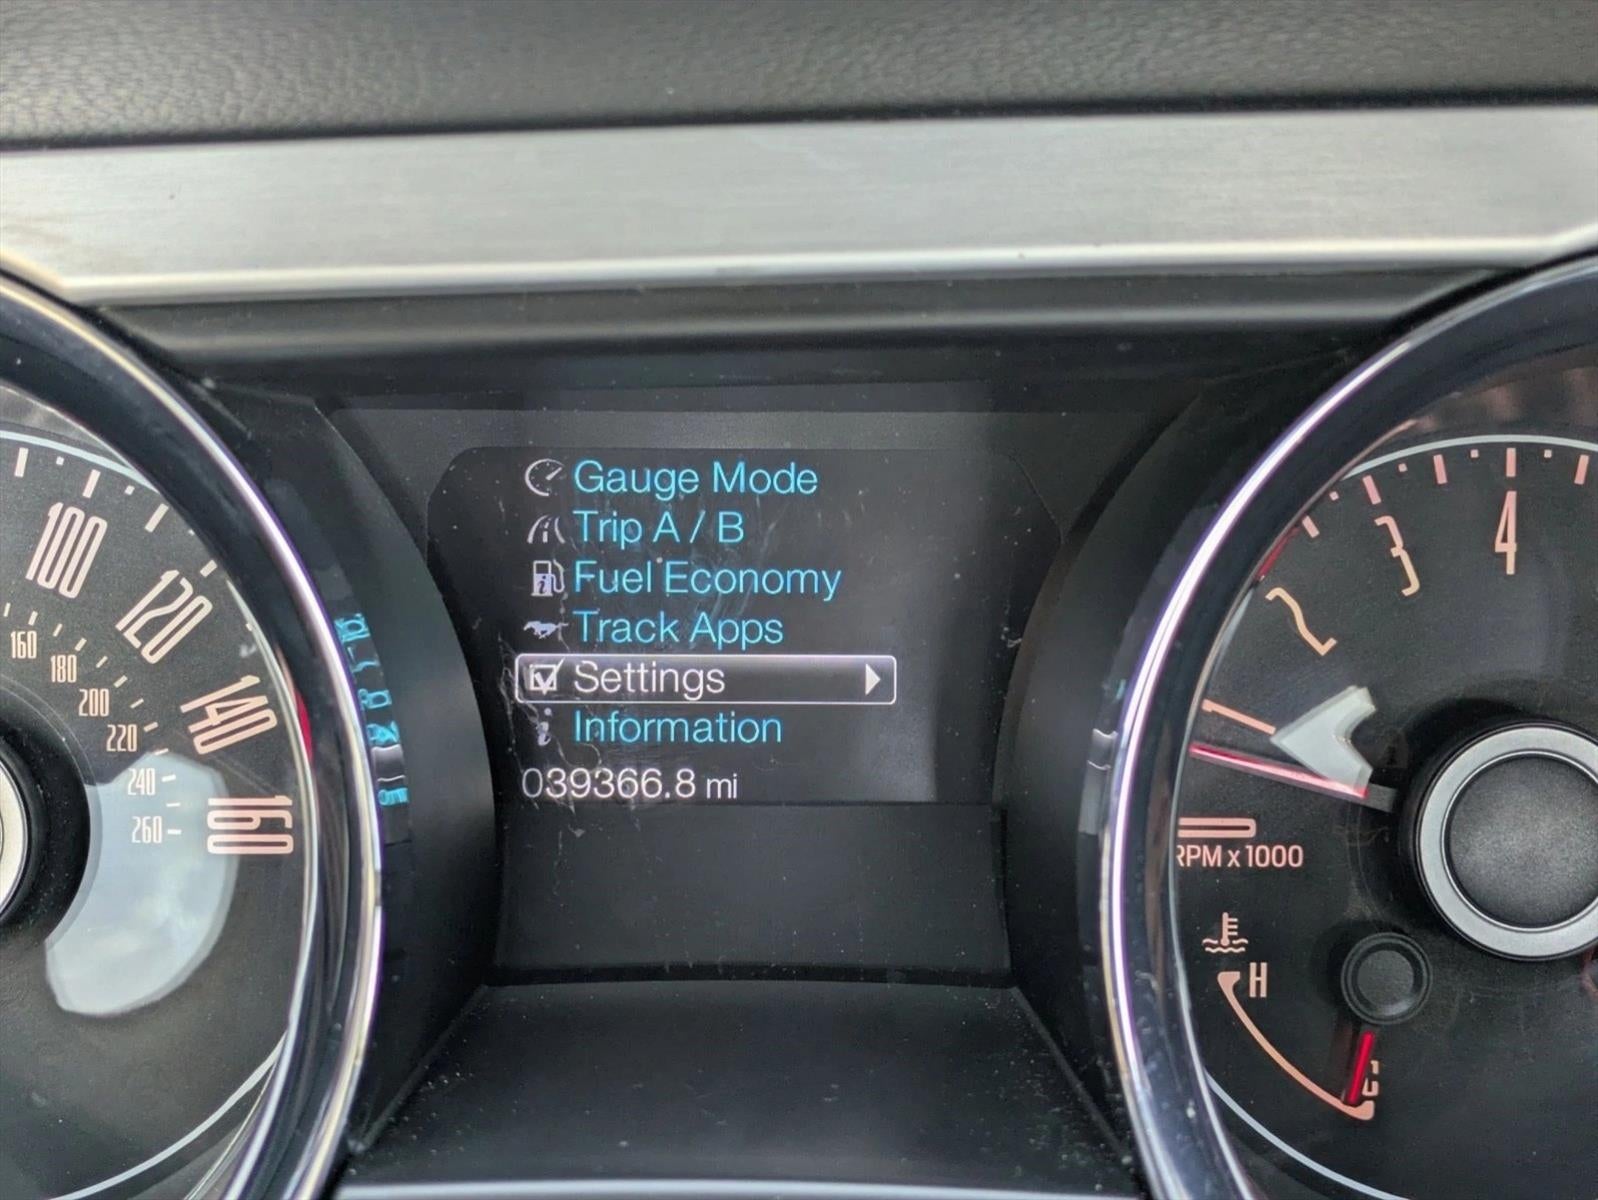 Gauge Mode
Trip A / B
Fuel Economy
Track Apps
Settings
Information
039366.8 mi
100
120
140
160
160
180
200
220
240
260
4
3
2
1
0
RPM x 1000
H
C